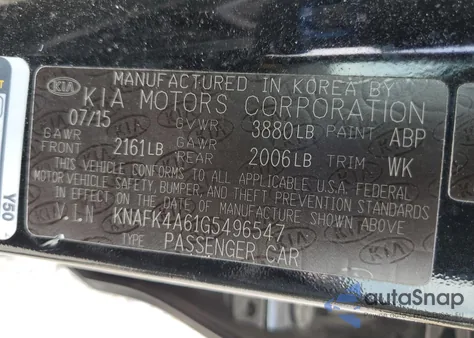 MANUFACTURED IN KOREA BY
KIA KIA MOTORS CORPORATION
07/15 GVWR 3880LB PAINT ABP
GAWR FRONT 2161LB GAWR REAR 2006LB TRIM WK
THIS VEHICLE CONFORMS TO ALL APPLICABLE U.S.A. FEDERAL
MOTOR VEHICLE SAFETY, BUMPER, AND THEFT PREVENTION STANDARDS
IN EFFECT ON THE DATE OF MANUFACTURE SHOWN ABOVE
V.I.N KNAFK4A61G5496547
TYPE PASSENGER CAR
Y50
autoSnap